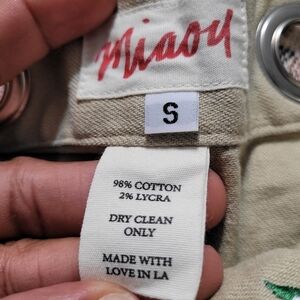 Miaou
S
98% COTTON
2% LYCRA
DRY CLEAN
ONLY
MADE WITH
LOVE IN LA